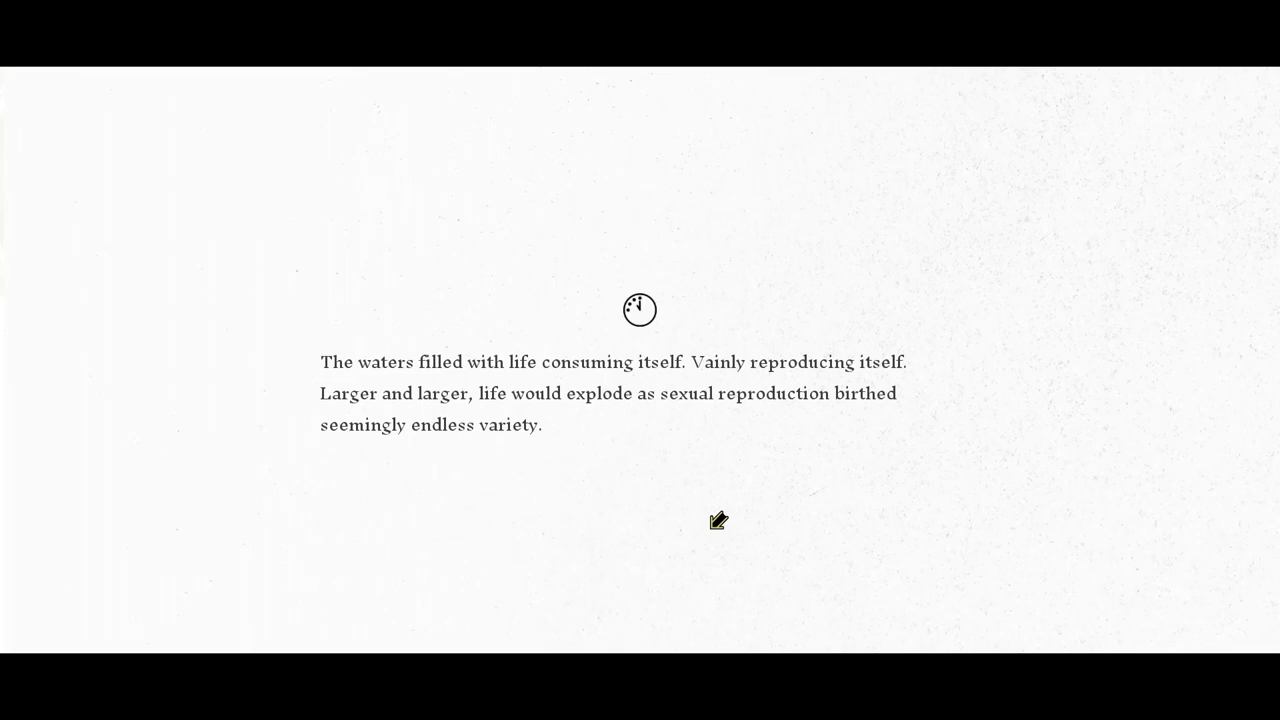 The waters filled with life consuming itself. Vainly reproducing itself.
Larger and larger, life would explode as sexual reproduction birthed
seemingly endless variety.